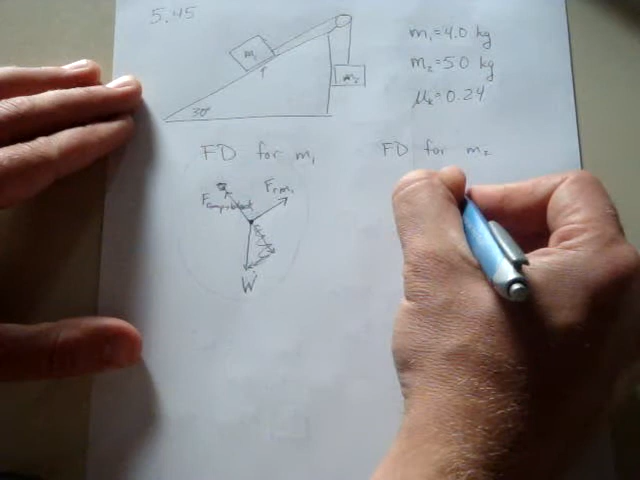 5.45
m₁
m₂
30°
m₁=4.0 kg
m₂=5.0 kg
μₖ=0.24
FD for m₁
FD for m₂
W